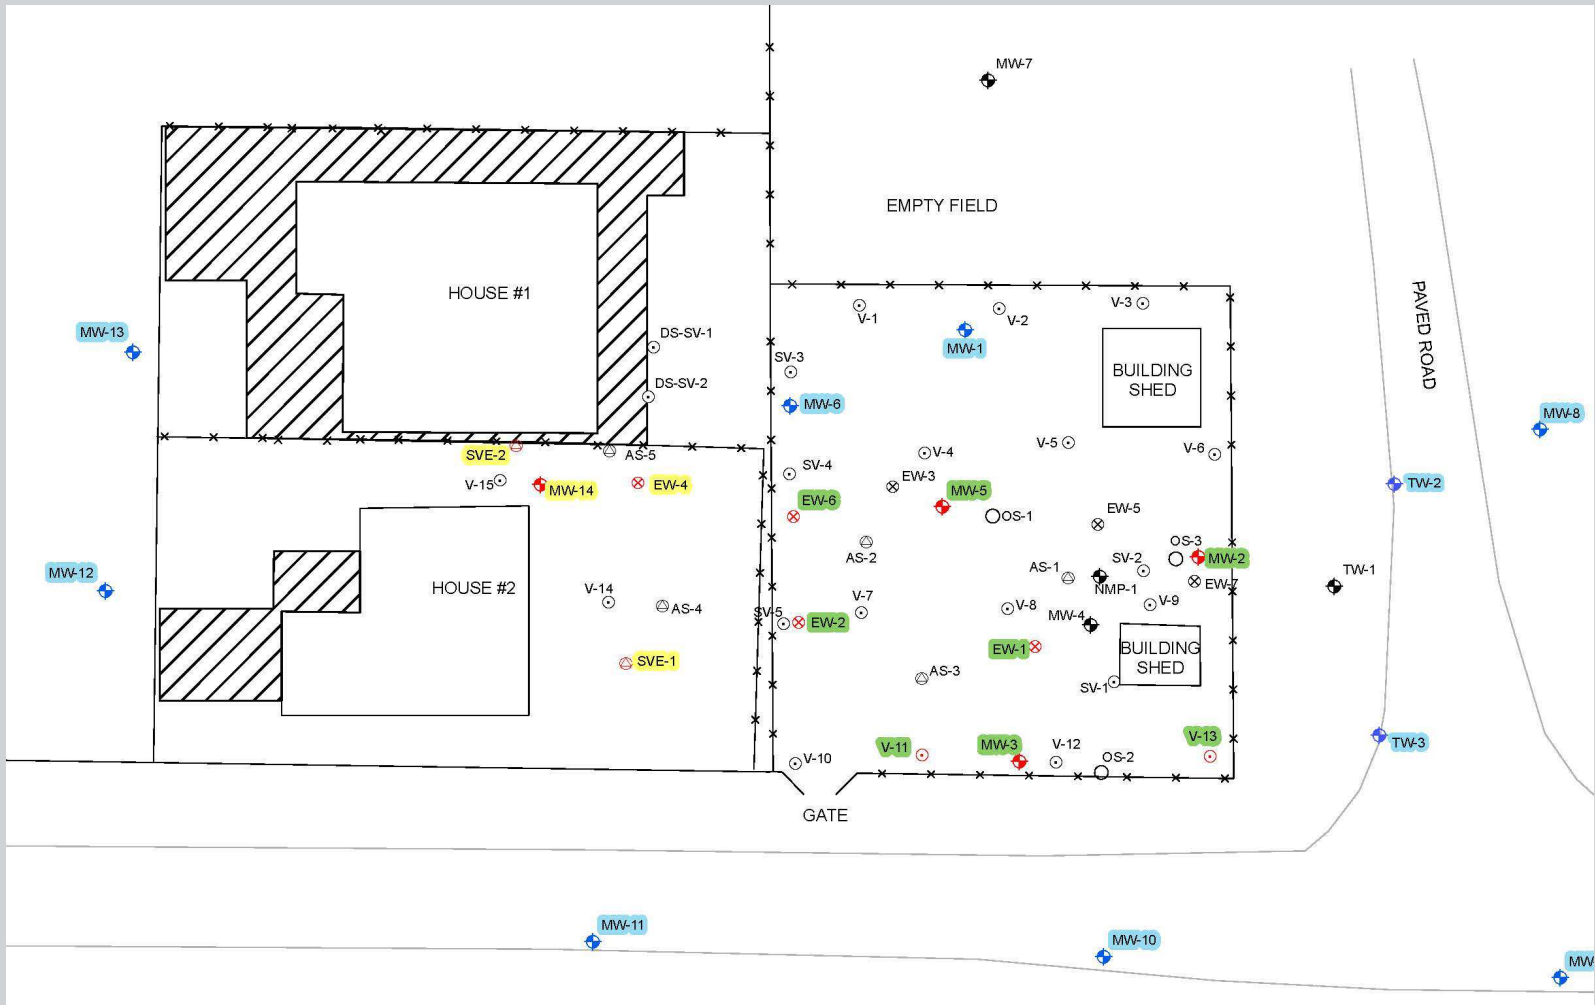 MW-7
EMPTY FIELD
HOUSE #1
PAVED ROAD
V-3
V-1
V-2
MW-13
DS-SV-1
MW-1
SV-3
BUILDING
SHED
DS-SV-2
MW-6
MW-8
V-5
V-6
SVE-2
AS-5
V-4
SV-4
EW-3
V-15
MW-14
EW-4
MW-5
TW-2
EW-6
OS-1
EW-5
OS-3
AS-2
SV-2
MW-2
MW-12
AS-1
TW-1
HOUSE #2
V-14
NMP-1
EW-7
V-7
V-8
V-9
AS-4
SV-5
MW-4
EW-2
EW-1
BUILDING
SHED
SVE-1
AS-3
SV-1
V-11
MW-3
V-12
V-13
TW-3
V-10
OS-2
GATE
MW-11
MW-10
MW